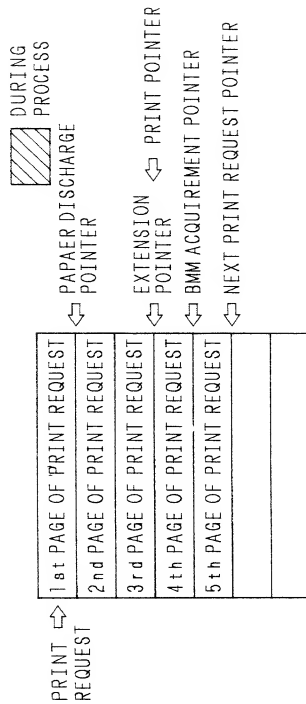 DURING
PROCESS
PRINT
REQUEST
1st PAGE OF PRINT REQUEST
PAPAER DISCHARGE
POINTER
2nd PAGE OF PRINT REQUEST
3rd PAGE OF PRINT REQUEST
EXTENSION
POINTER
PRINT POINTER
4th PAGE OF PRINT REQUEST
BMM ACQUIREMENT POINTER
5th PAGE OF PRINT REQUEST
NEXT PRINT REQUEST POINTER